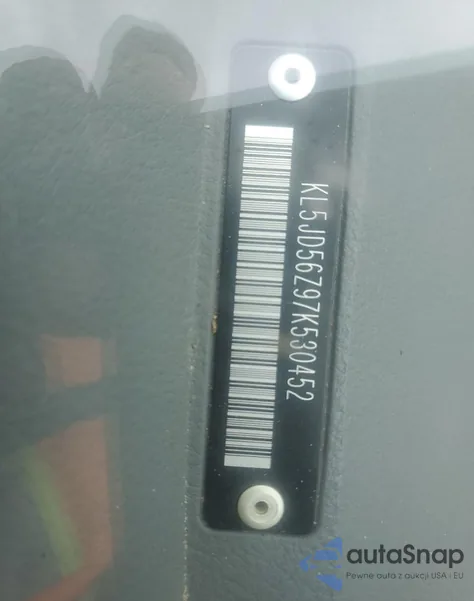 KL5JD56Z97K530452
autaSnap
Pewne auta z aukcji USA i EU